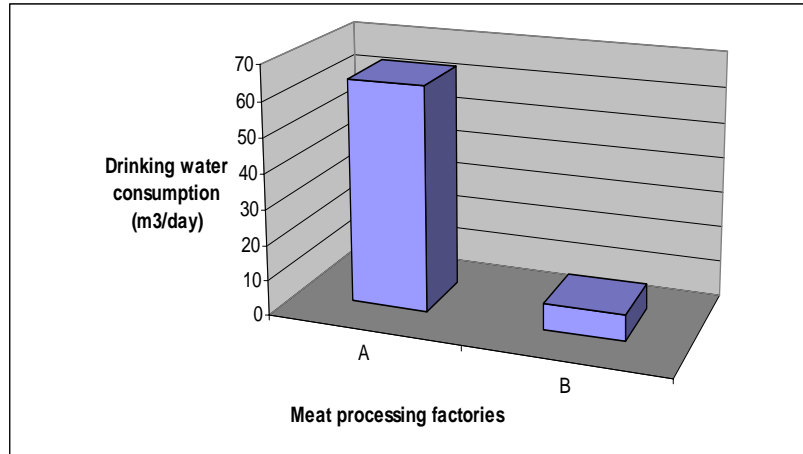 70
60
50
40
30
20
10
0
Drinking water
consumption
(m3/day)
A
B
Meat processing factories